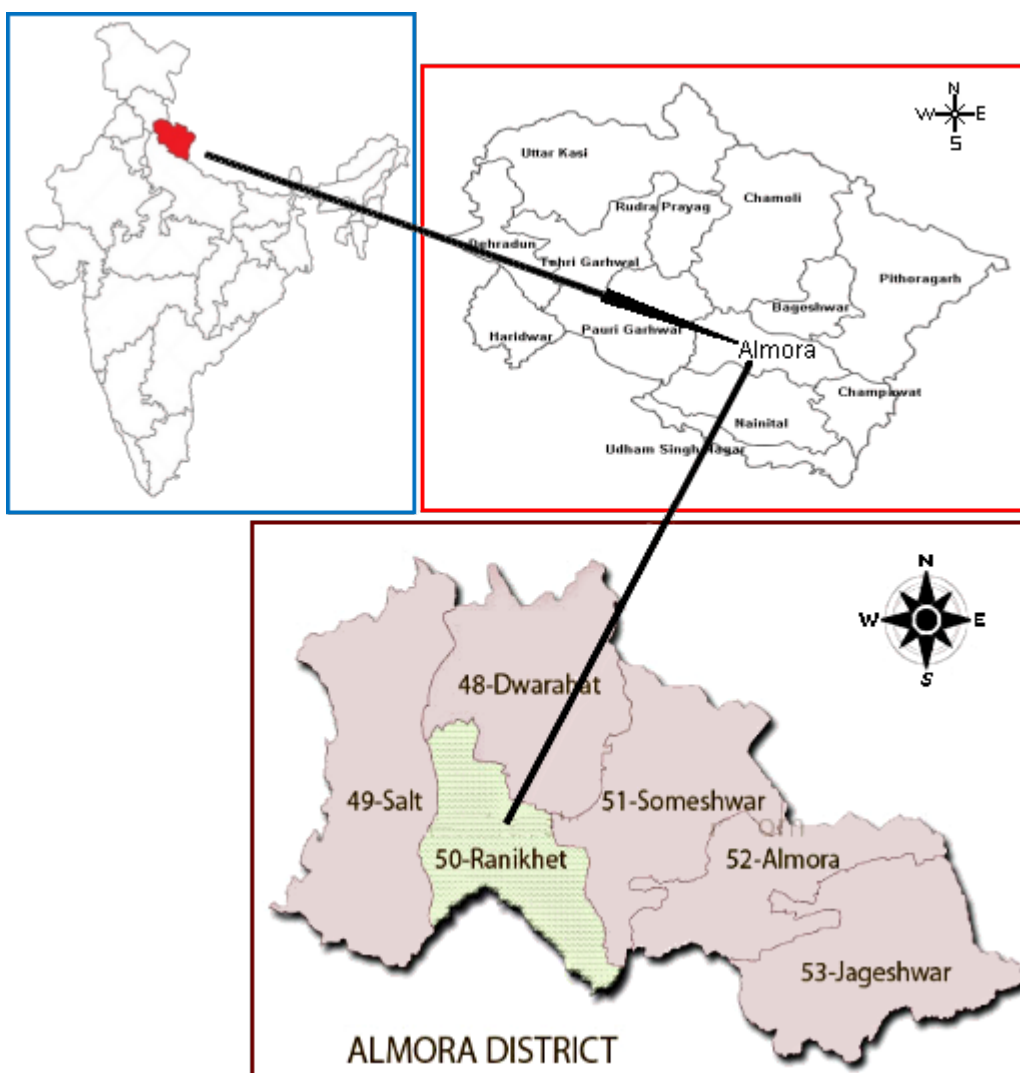 N
W E
S
Uttar Kasi
Chamoli
Rudra Prayag
Dehradun
Tehri Garhwal
Pithoragarh
Bageshwar
Haridwar
Pauri Garhwal
Almora
Champawat
Nainital
Udham Singh Nagar
N
W E
S
48-Dwarahat
49-Salt
51-Someshwar
50-Ranikhet
52-Almora
53-Jageshwar
ALMORA DISTRICT